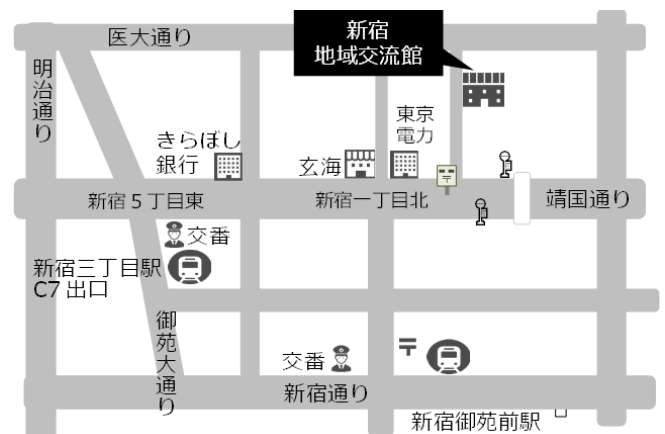 医大通り
新宿
地域交流館
明治通り
東京
電力
きらぼし
銀行
玄海
〒
新宿5丁目東
新宿一丁目北
靖国通り
交番
新宿三丁目駅
C7出口
御苑大通り
交番
〒
新宿通り
新宿御苑前駅